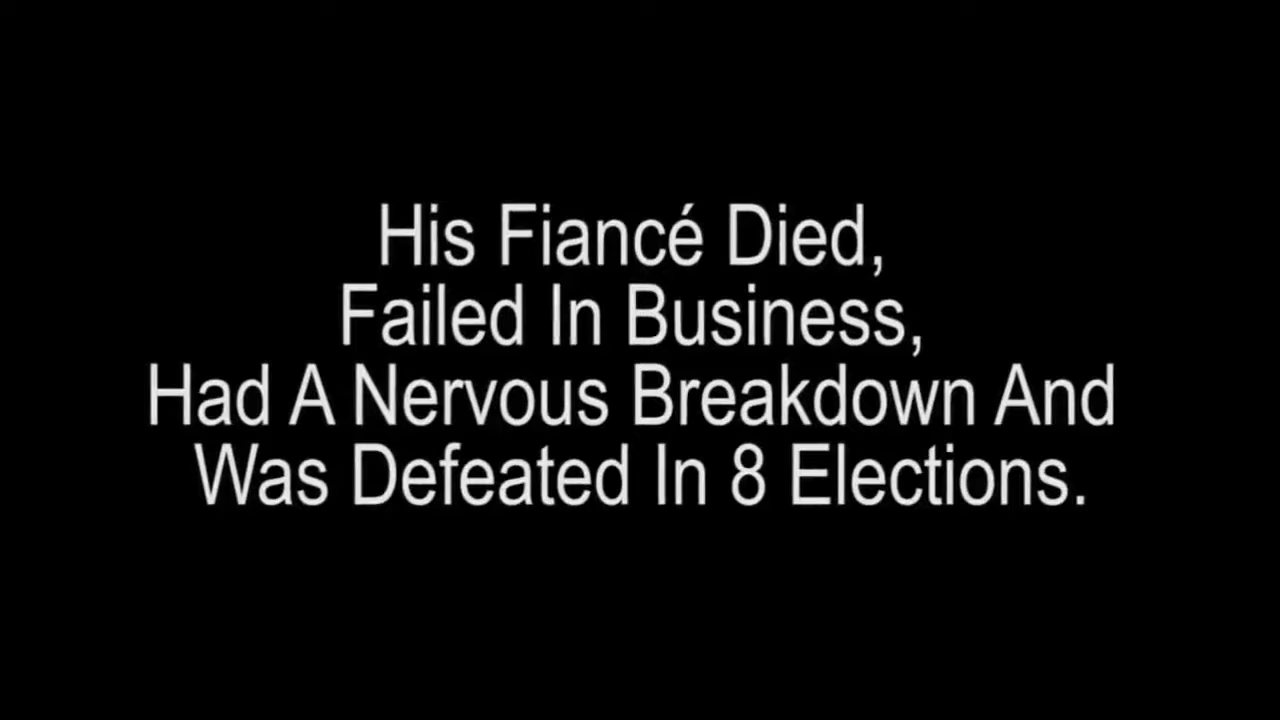 His Fiancé Died,
Failed In Business,
Had A Nervous Breakdown And
Was Defeated In 8 Elections.